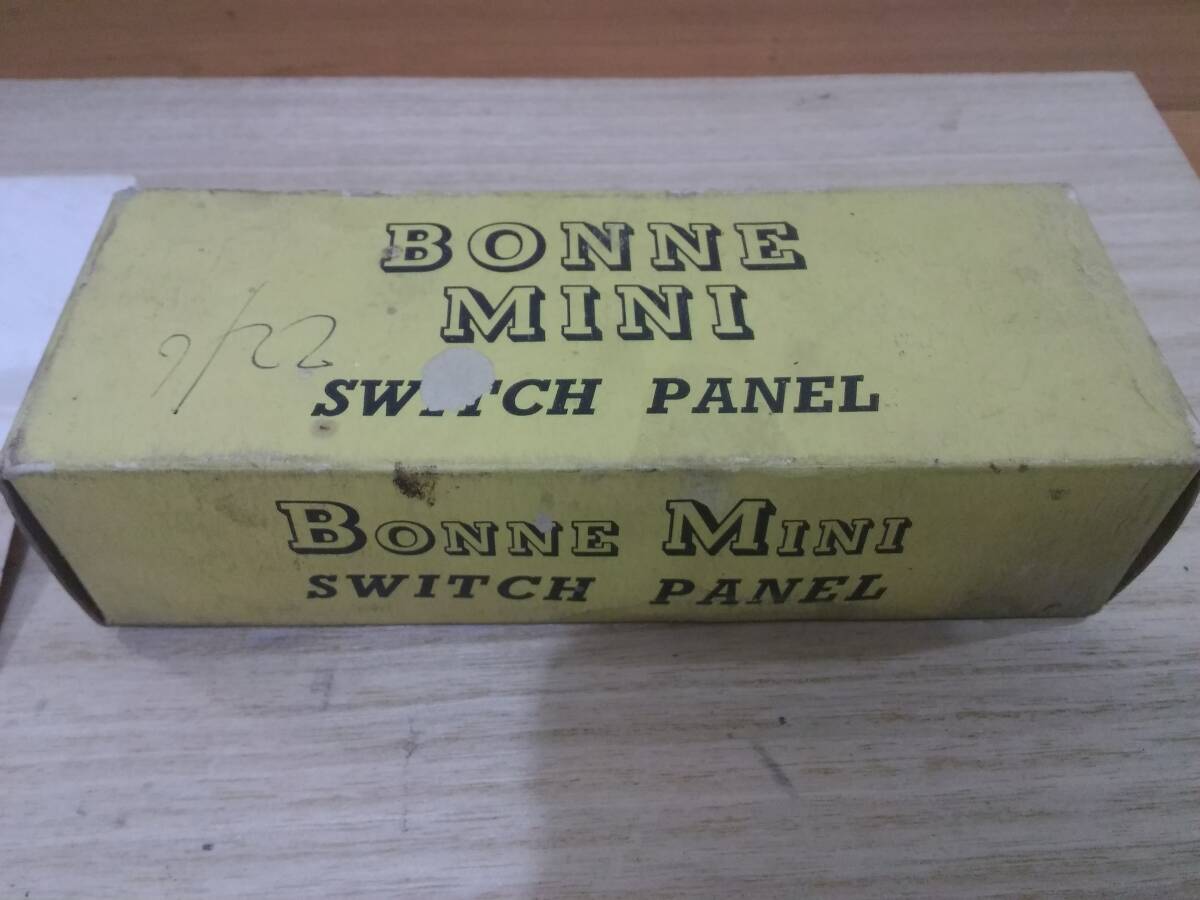 BONNE
MINI
SWITCH PANEL
BONNE MINI
SWITCH PANEL